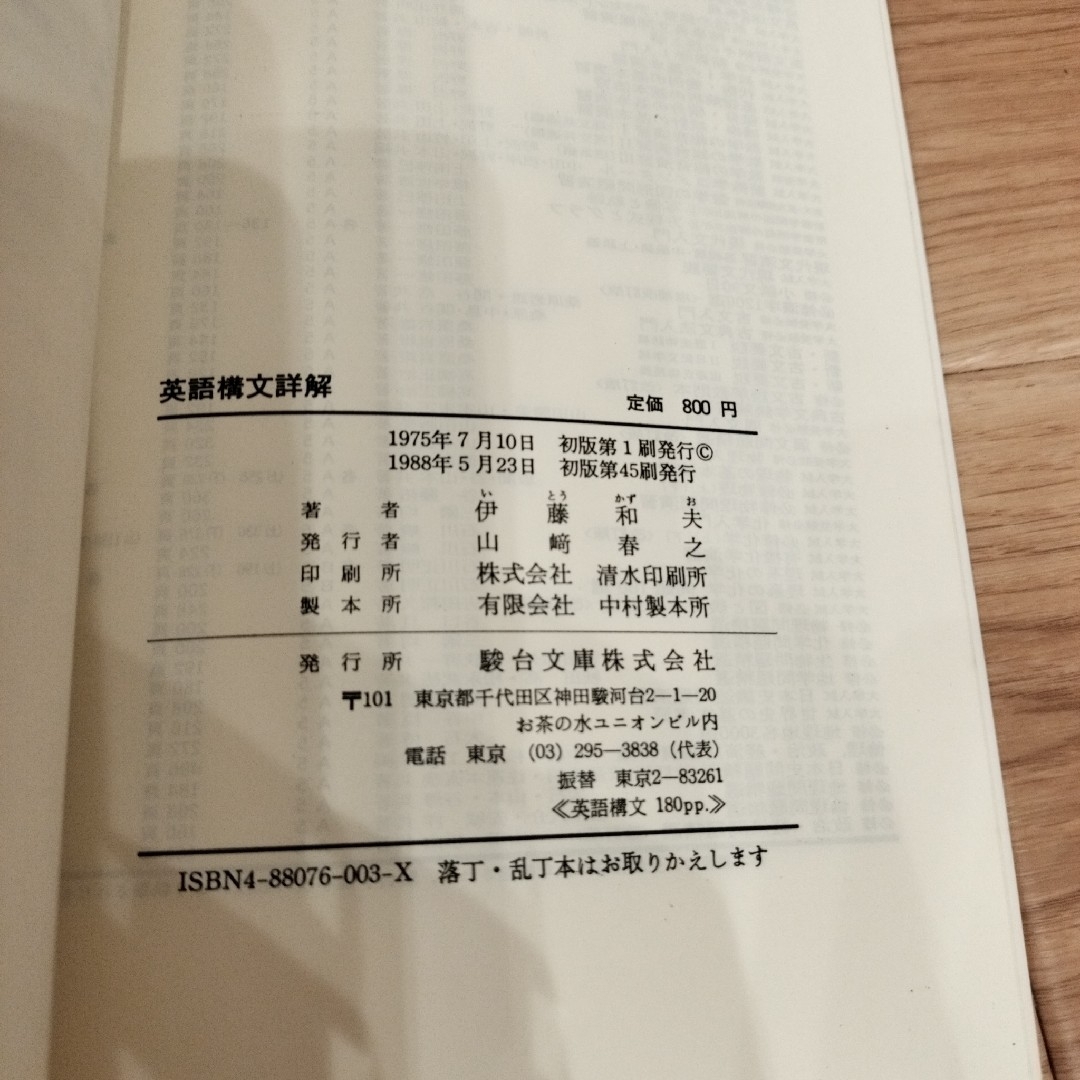 英語構文詳解
定価 800 円
1975年7月10日 初版第1刷発行©
1988年5月23日 初版第45刷発行
い とう かず お
著者 伊藤和夫
発行者 山﨑春之
印刷所 株式会社 清水印刷所
製本所 有限会社 中村製本所
発行所 駿台文庫株式会社
〒101 東京都千代田区神田駿河台2—1—20
お茶の水ユニオンビル内
電話 東京 (03) 295—3838 (代表)
振替 東京2—83261
≪英語構文 180pp.≫
ISBN4-88076-003-X 落丁・乱丁本はお取りかえします